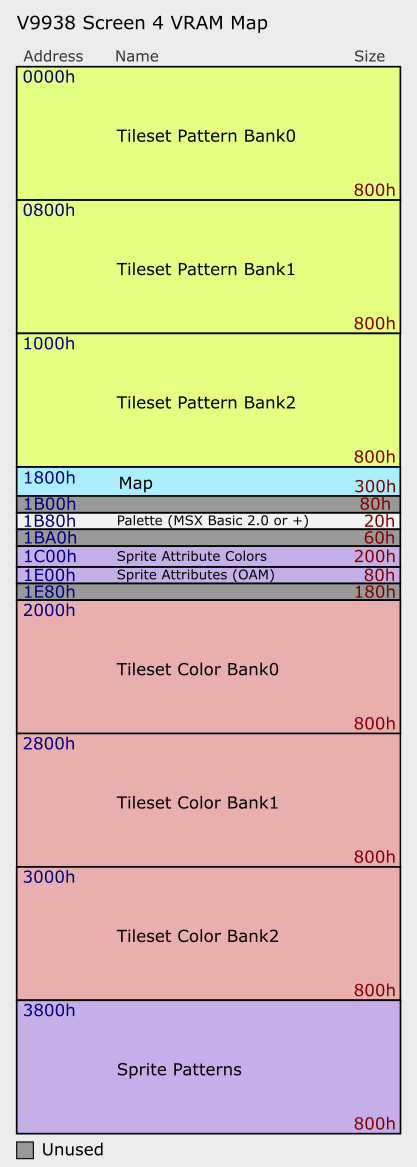 V9938 Screen 4 VRAM Map
Address Name Size
0000h
Tileset Pattern Bank0
800h
0800h
Tileset Pattern Bank1
800h
1000h
Tileset Pattern Bank2
800h
1800h Map 300h
1B00h 80h
1B80h Palette (MSX Basic 2.0 or +) 20h
1BA0h 60h
1C00h Sprite Attribute Colors 200h
1E00h Sprite Attributes (OAM) 80h
1E80h 180h
2000h
Tileset Color Bank0
800h
2800h
Tileset Color Bank1
800h
3000h
Tileset Color Bank2
800h
3800h
Sprite Patterns
800h
Unused